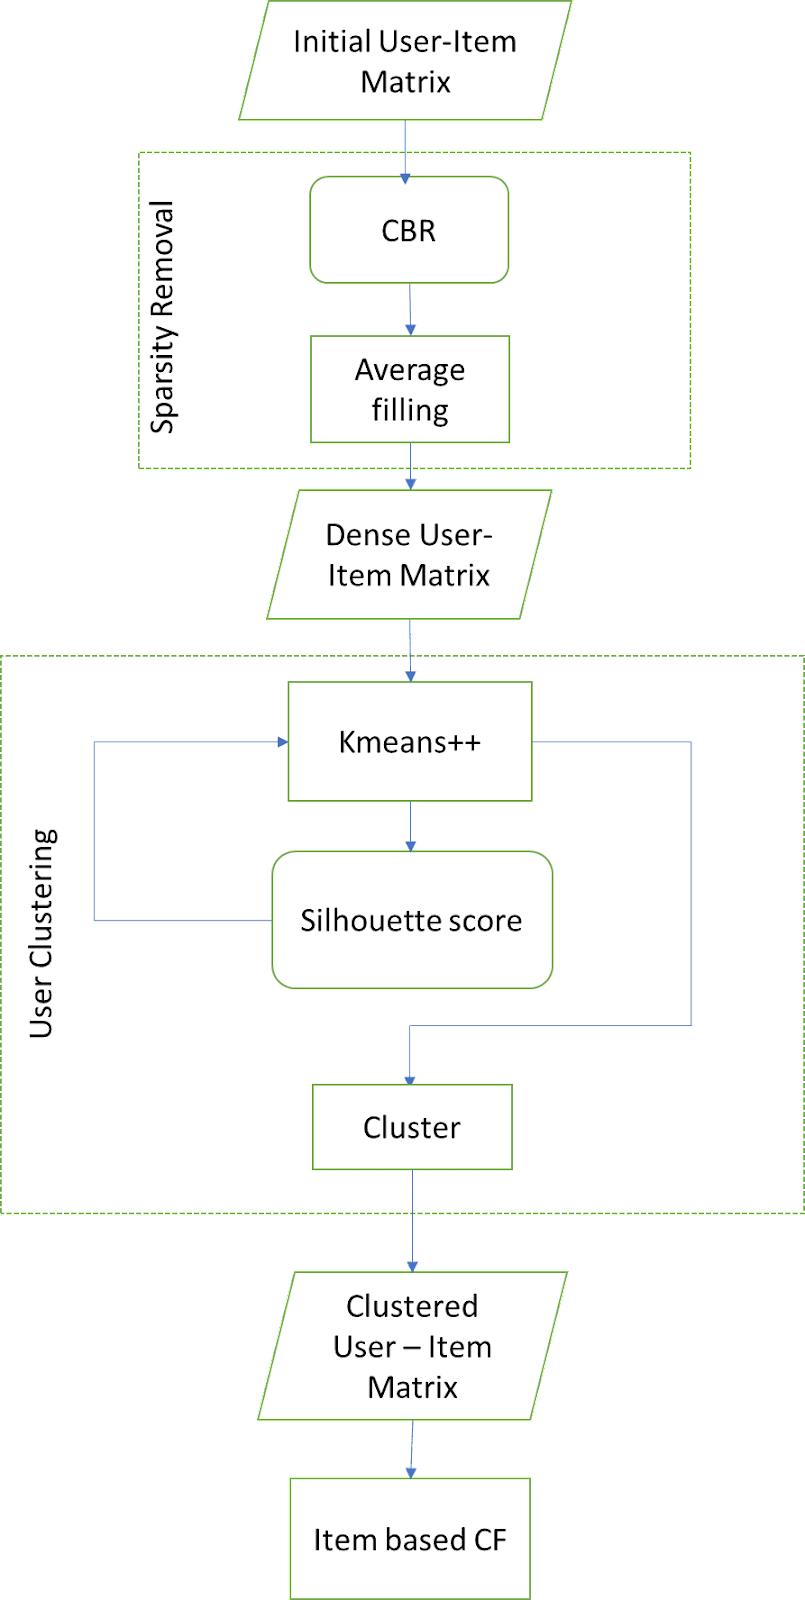 Initial User-Item
Matrix
Sparsity Removal
CBR
Average
filling
Dense User-
Item Matrix
User Clustering
Kmeans++
Silhouette score
Cluster
Clustered
User – Item
Matrix
Item based CF